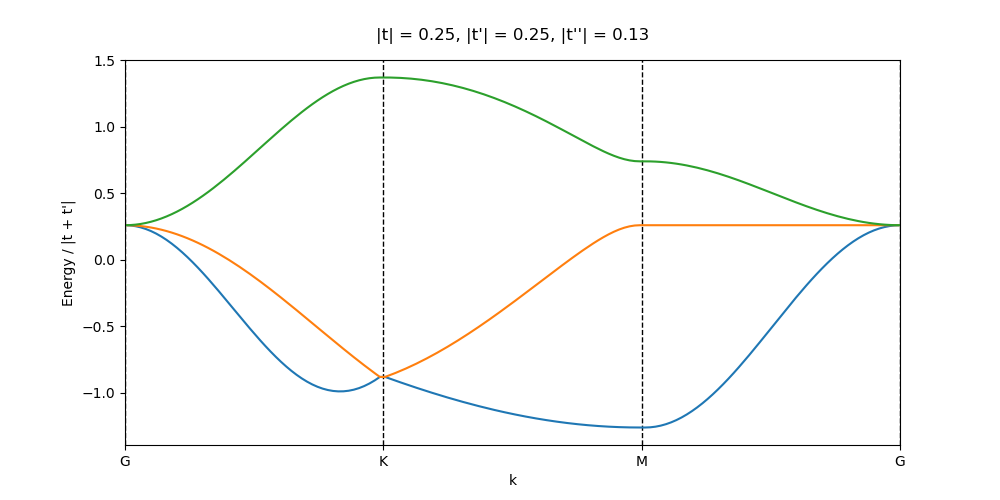 |t| = 0.25, |t'| = 0.25, |t''| = 0.13
Energy / |t + t'|
1.5
1.0
0.5
0.0
−0.5
−1.0
G K M G
k